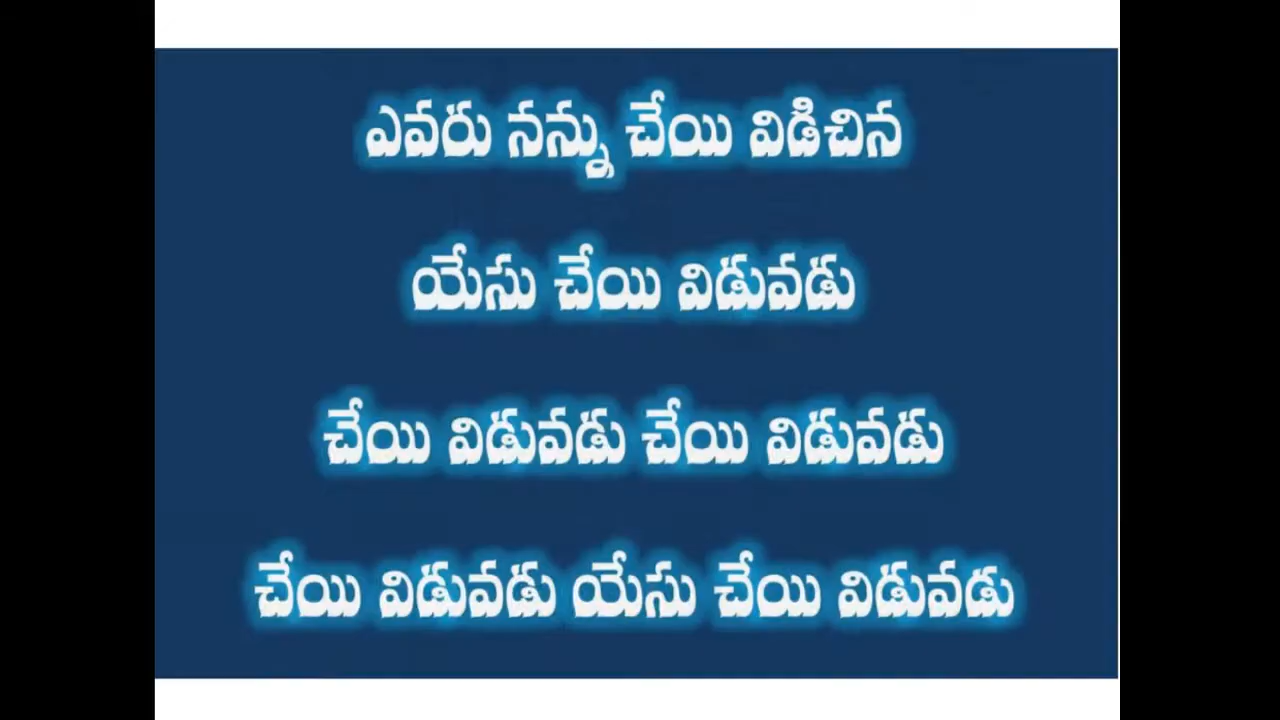 ఎవరు నన్ను చేయి విడిచిన
యేసు చేయి విడువడు
చేయి విడువడు చేయి విడువడు
చేయి విడువడు యేసు చేయి విడువడు